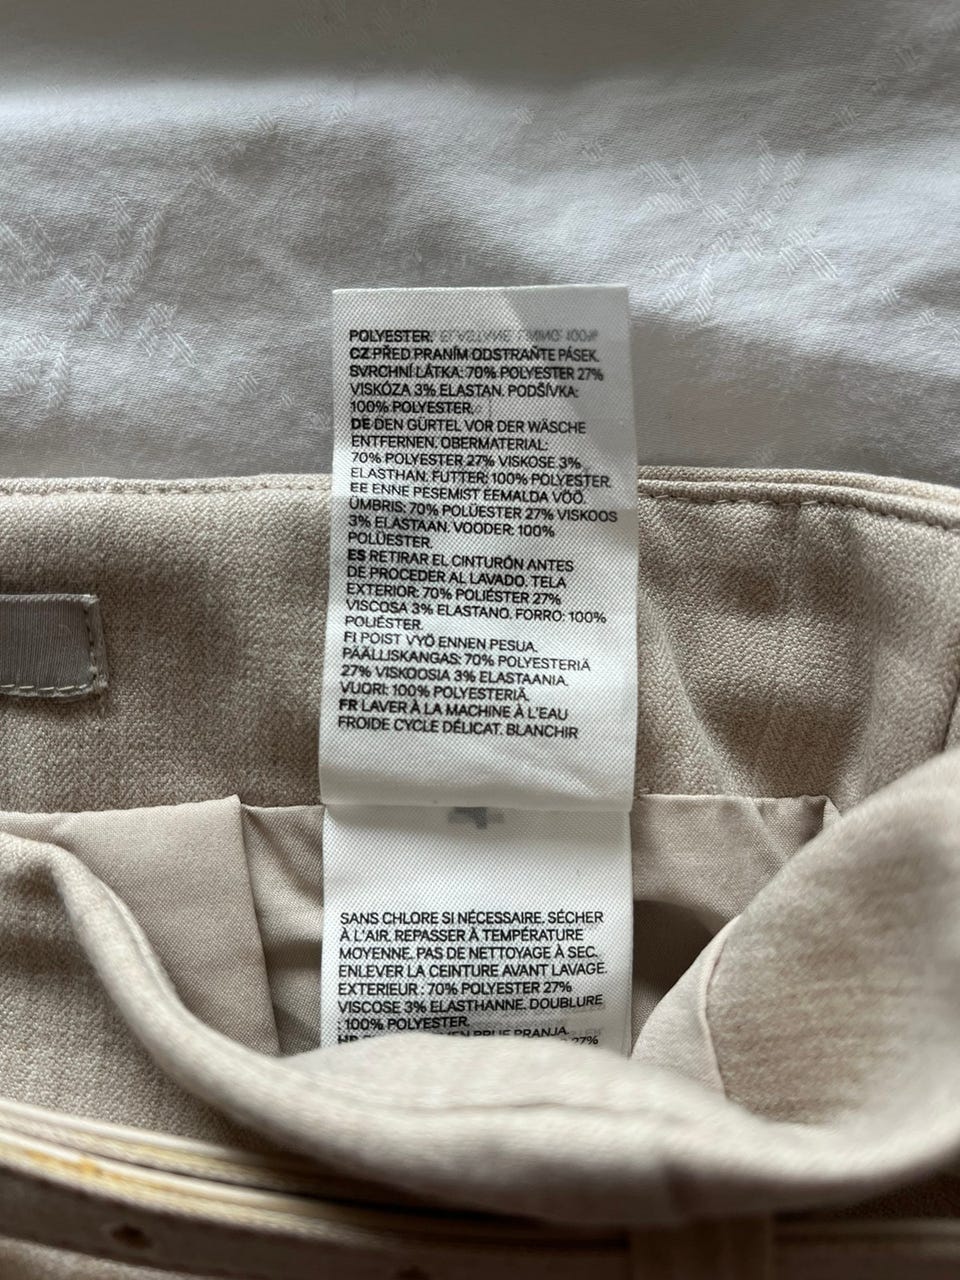 POLYESTER.
CZ PŘED PRANÍM ODSTRAŇTE PÁSEK.
SVRCHNÍ LÁTKA: 70% POLYESTER 27%
VISKÓZA 3% ELASTAN. PODŠÍVKA:
100% POLYESTER.
DE DEN GÜRTEL VOR DER WÄSCHE
ENTFERNEN. OBERMATERIAL:
70% POLYESTER 27% VISKOSE 3%
ELASTHAN. FUTTER: 100% POLYESTER.
EE ENNE PESEMIST EEMALDA VÖÖ.
ÜMBRIS: 70% POLÜESTER 27% VISKOOS
3% ELASTAAN. VOODER: 100%
POLÜESTER.
ES RETIRAR EL CINTURÓN ANTES
DE PROCEDER AL LAVADO. TELA
EXTERIOR: 70% POLIÉSTER 27%
VISCOSA 3% ELASTANO. FORRO: 100%
POLIÉSTER.
FI POIST VYÖ ENNEN PESUA.
PÄÄLLISKANGAS: 70% POLYESTERIÄ
27% VISKOOSIA 3% ELASTAANIA.
VUORI: 100% POLYESTERIÄ.
FR LAVER À LA MACHINE À L'EAU
FROIDE CYCLE DÉLICAT. BLANCHIR
SANS CHLORE SI NÉCESSAIRE. SÉCHER
À L'AIR. REPASSER À TEMPÉRATURE
MOYENNE. PAS DE NETTOYAGE À SEC.
ENLEVER LA CEINTURE AVANT LAVAGE.
EXTERIEUR : 70% POLYESTER 27%
VISCOSE 3% ELASTHANNE. DOUBLURE
: 100% POLYESTER.
PRIJE PRANJA.
27%